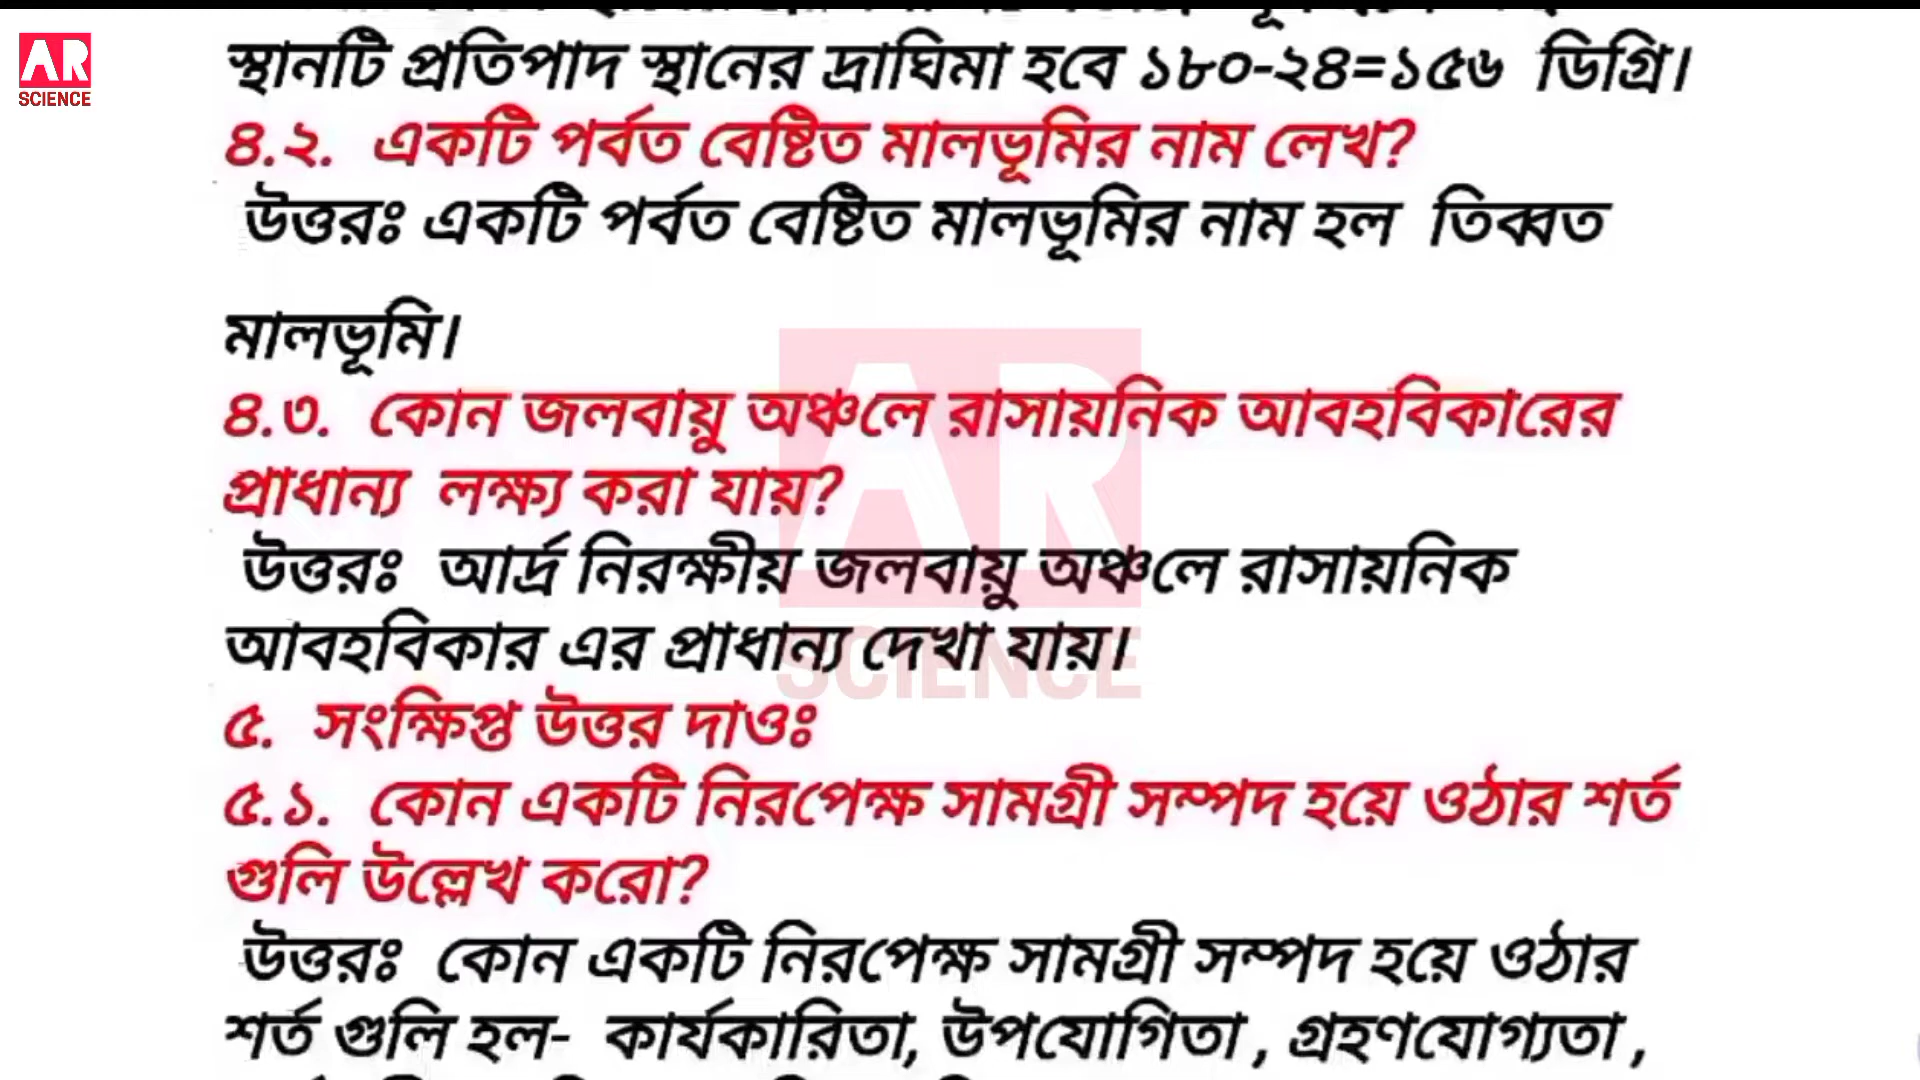 AR
SCIENCE
স্থানটি প্রতিপাদ স্থানের দ্রাঘিমা হবে ১৮০-২৪=১৫৬ ডিগ্রি।
৪.২. একটি পর্বত বেষ্টিত মালভূমির নাম লেখ?
উত্তরঃ একটি পর্বত বেষ্টিত মালভূমির নাম হল তিব্বত
মালভূমি।
৪.৩. কোন জলবায়ু অঞ্চলে রাসায়নিক আবহবিকারের
প্রাধান্য লক্ষ্য করা যায়?
উত্তরঃ আর্দ্র নিরক্ষীয় জলবায়ু অঞ্চলে রাসায়নিক
আবহবিকার এর প্রাধান্য দেখা যায়।
AR
SCIENCE
৫. সংক্ষিপ্ত উত্তর দাওঃ
৫.১. কোন একটি নিরপেক্ষ সামগ্রী সম্পদ হয়ে ওঠার শর্ত
গুলি উল্লেখ করো?
উত্তরঃ কোন একটি নিরপেক্ষ সামগ্রী সম্পদ হয়ে ওঠার
শর্ত গুলি হল- কার্যকারিতা, উপযোগিতা , গ্রহণযোগ্যতা ,